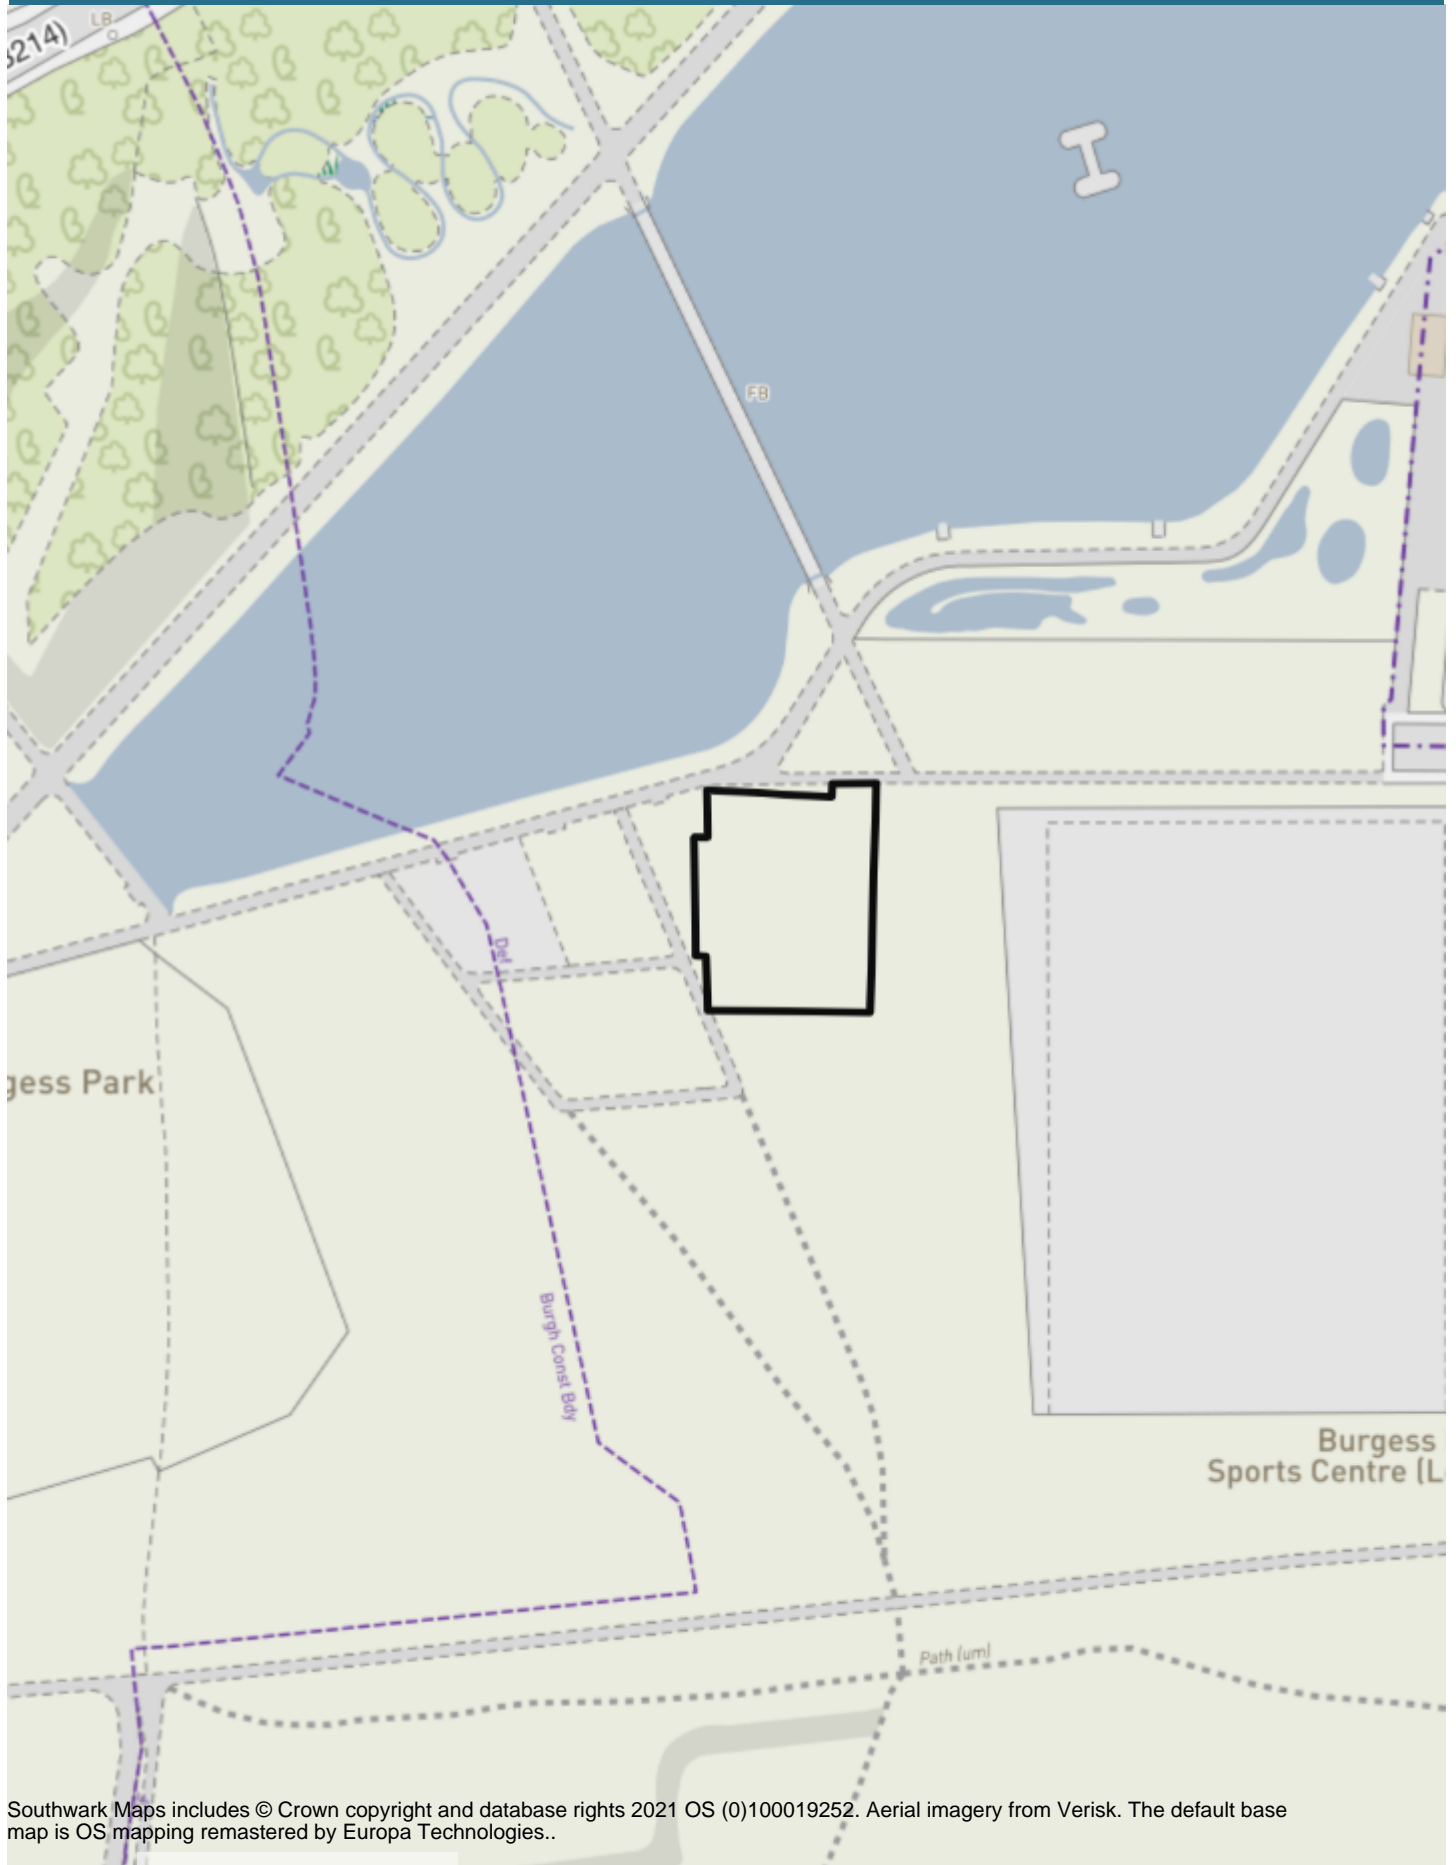 5214)
LB
FB
Def
gess Park
Burgh Const Bdy
Burgess
Sports Centre (L
Path (um)
Southwark Maps includes © Crown copyright and database rights 2021 OS (0)100019252. Aerial imagery from Verisk. The default base
map is OS mapping remastered by Europa Technologies..